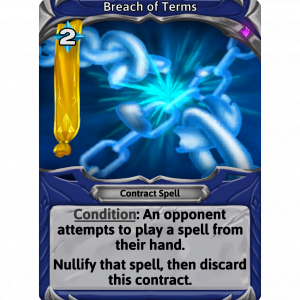 Breach of Terms
2
Contract Spell
Condition: An opponent
attempts to play a spell from
their hand.
Nullify that spell, then discard
this contract.